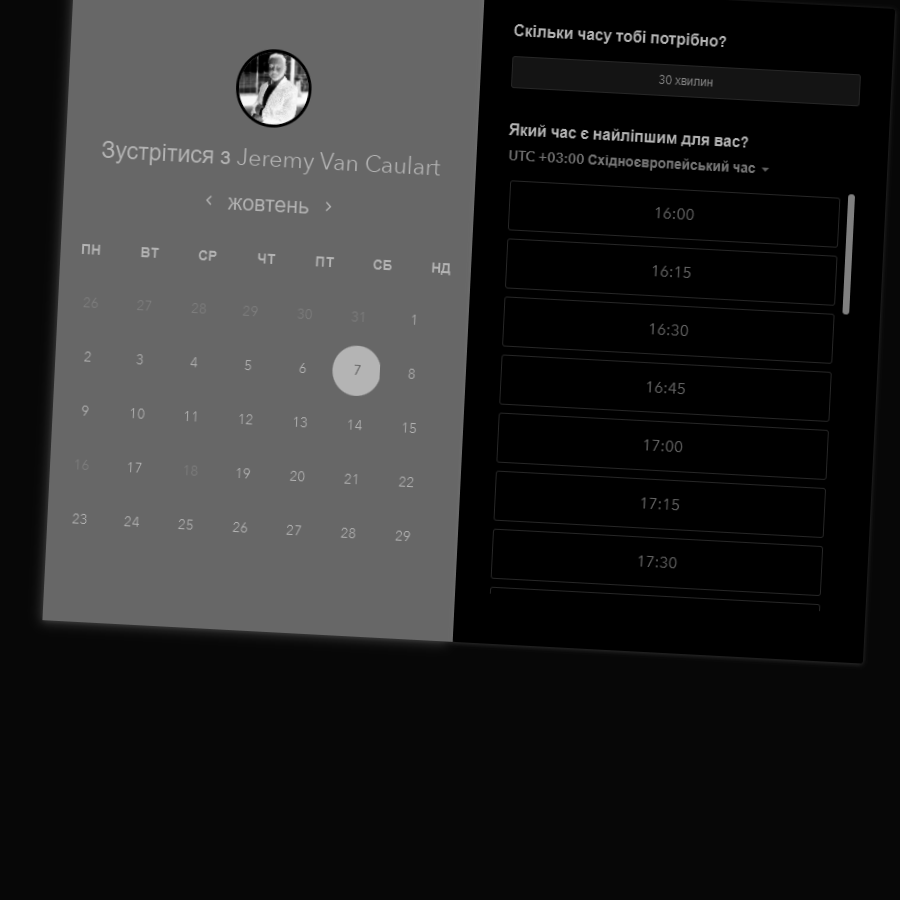 Зустрітися з Jeremy Van Caulart
жовтень
ПН ВТ СР ЧТ ПТ СБ НД
26 27 28 29 30 31 1
2 3 4 5 6 7 8
9 10 11 12 13 14 15
16 17 18 19 20 21 22
23 24 25 26 27 28 29
Скільки часу тобі потрібно?
30 хвилин
Який час є найліпшим для вас?
UTC +03:00 Східноєвропейський час
16:00
16:15
16:30
16:45
17:00
17:15
17:30